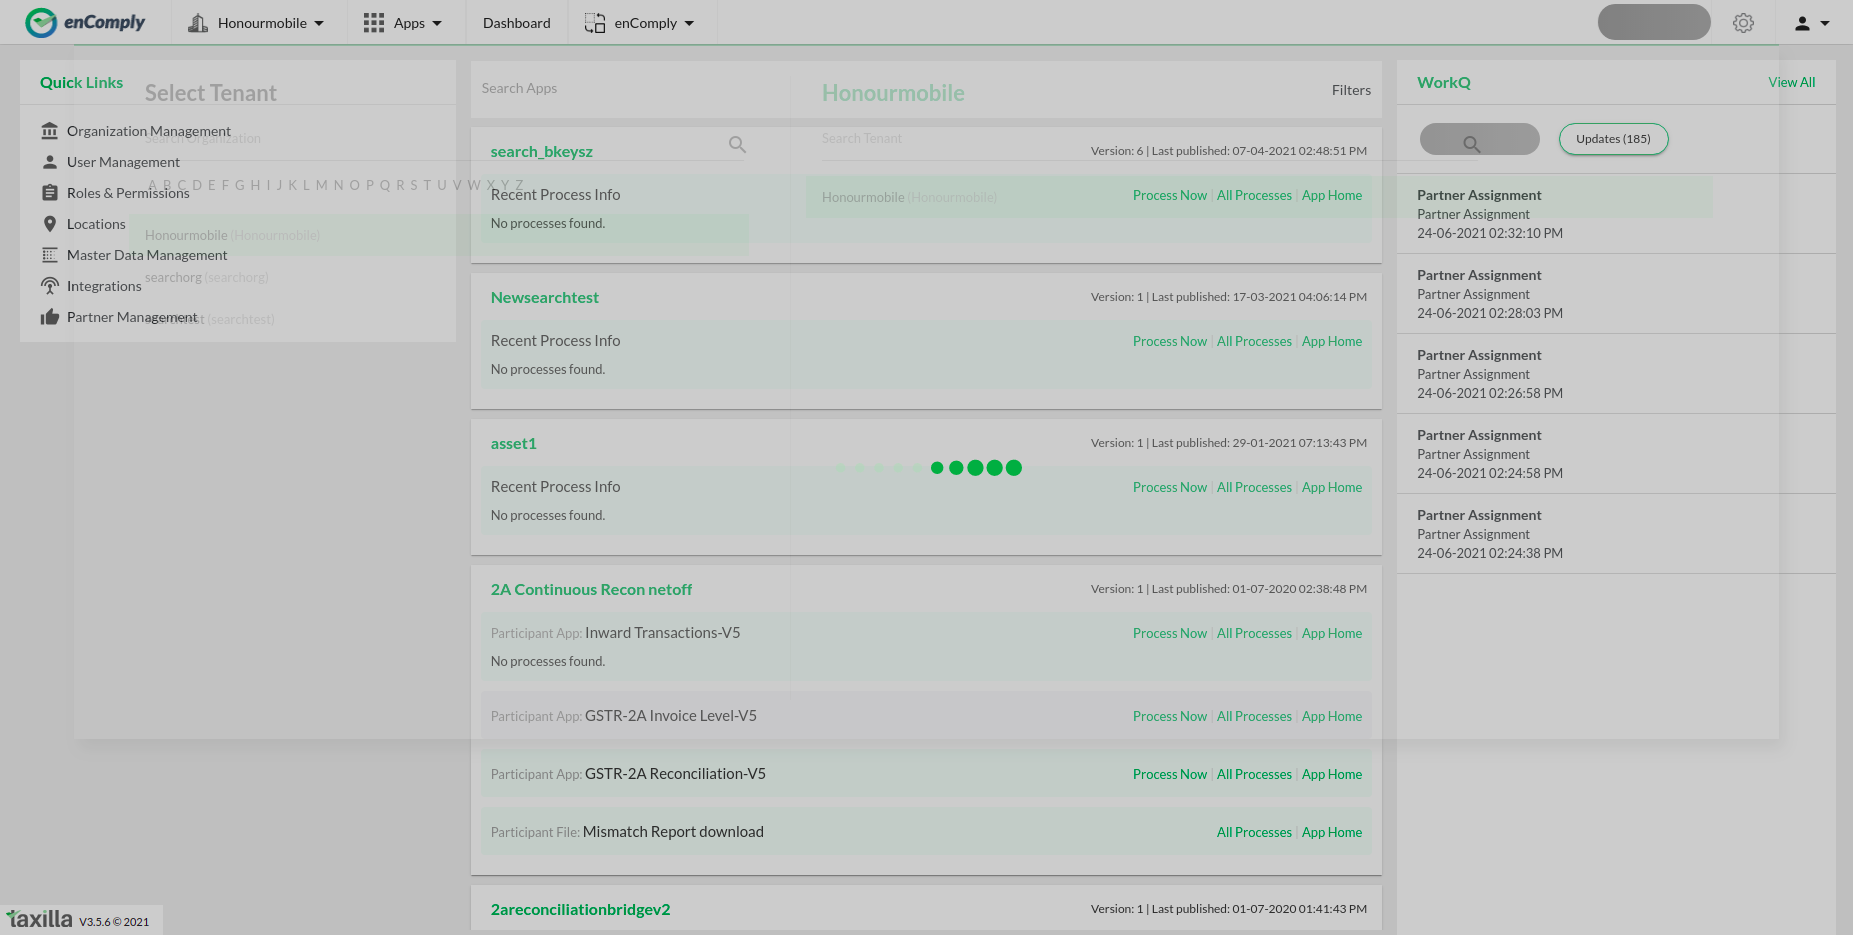 enComply
Honourmobile
Apps
Dashboard
enComply
Quick Links
Organization Management
User Management
Roles & Permissions
Locations
Master Data Management
Integrations
Partner Management
Select Tenant
Search Organization
A B C D E F G H I J K L M N O P Q R S T U V W X Y Z
Honourmobile (Honourmobile)
searchorg (searchorg)
searchtest (searchtest)
Honourmobile
Search Tenant
Honourmobile (Honourmobile)
Search Apps
Filters
search_bkeysz
Version: 6 | Last published: 07-04-2021 02:48:51 PM
Recent Process Info
Process Now | All Processes | App Home
No processes found.
Newsearchtest
Version: 1 | Last published: 17-03-2021 04:06:14 PM
Recent Process Info
Process Now | All Processes | App Home
No processes found.
asset1
Version: 1 | Last published: 29-01-2021 07:13:43 PM
Recent Process Info
Process Now | All Processes | App Home
No processes found.
2A Continuous Recon netoff
Version: 1 | Last published: 01-07-2020 02:38:48 PM
Participant App: Inward Transactions-V5
Process Now | All Processes | App Home
No processes found.
Participant App: GSTR-2A Invoice Level-V5
Process Now | All Processes | App Home
Participant App: GSTR-2A Reconciliation-V5
Process Now | All Processes | App Home
Participant File: Mismatch Report download
All Processes | App Home
2areconciliationbridgev2
Version: 1 | Last published: 01-07-2020 01:41:43 PM
WorkQ
View All
Updates (185)
Partner Assignment
Partner Assignment
24-06-2021 02:32:10 PM
Partner Assignment
Partner Assignment
24-06-2021 02:28:03 PM
Partner Assignment
Partner Assignment
24-06-2021 02:26:58 PM
Partner Assignment
Partner Assignment
24-06-2021 02:24:58 PM
Partner Assignment
Partner Assignment
24-06-2021 02:24:38 PM
taxilla V3.5.6 © 2021